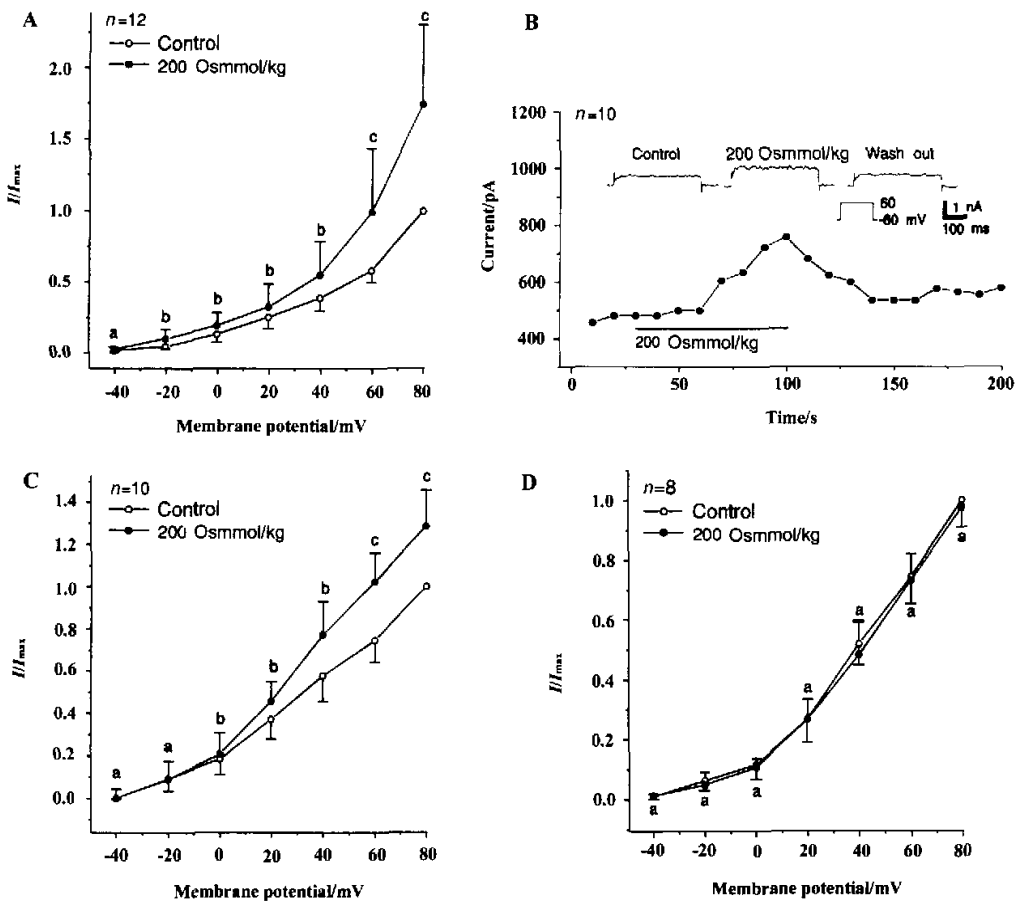 A
n=12
Control
200 Osmmol/kg
c
c
b
b
b
b
a
2.0
1.5
1.0
0.5
0.0
I/Imax
-40 -20 0 20 40 60 80
Membrane potential/mV
B
n=10
1200
1000
800
600
400
Current/pA
Control
200 Osmmol/kg
Wash out
60
-60 mV
1 nA
100 ms
200 Osmmol/kg
0 50 100 150 200
Time/s
C
n=10
Control
200 Osmmol/kg
c
c
b
b
b
a
a
1.4
1.2
1.0
0.8
0.6
0.4
0.2
0.0
I/Imax
-40 -20 0 20 40 60 80
Membrane potential/mV
D
n=8
Control
200 Osmmol/kg
a
a
a
a
a
a
a
1.0
0.8
0.6
0.4
0.2
0.0
I/Imax
-40 -20 0 20 40 60 80
Membrane potential/mV